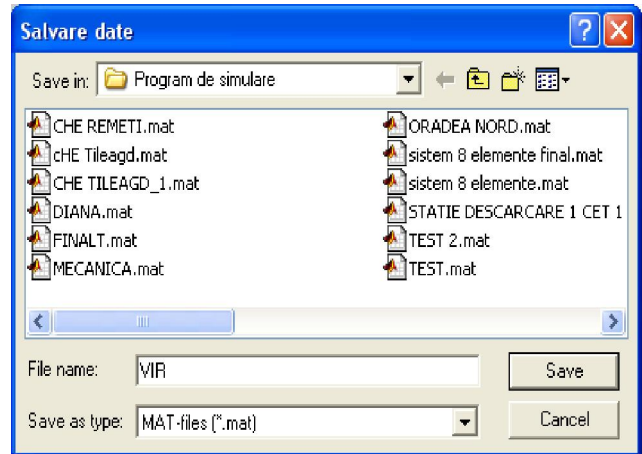 Salvare date
Save in: Program de simulare
CHE REMETI.mat
cHE Tileagd.mat
CHE TILEAGD_1.mat
DIANA.mat
FINALT.mat
MECANICA.mat
ORADEA NORD.mat
sistem 8 elemente final.mat
sistem 8 elemente.mat
STATIE DESCARCARE 1 CET 1
TEST 2.mat
TEST.mat
File name: VIR
Save
Save as type: MAT-files (*.mat)
Cancel